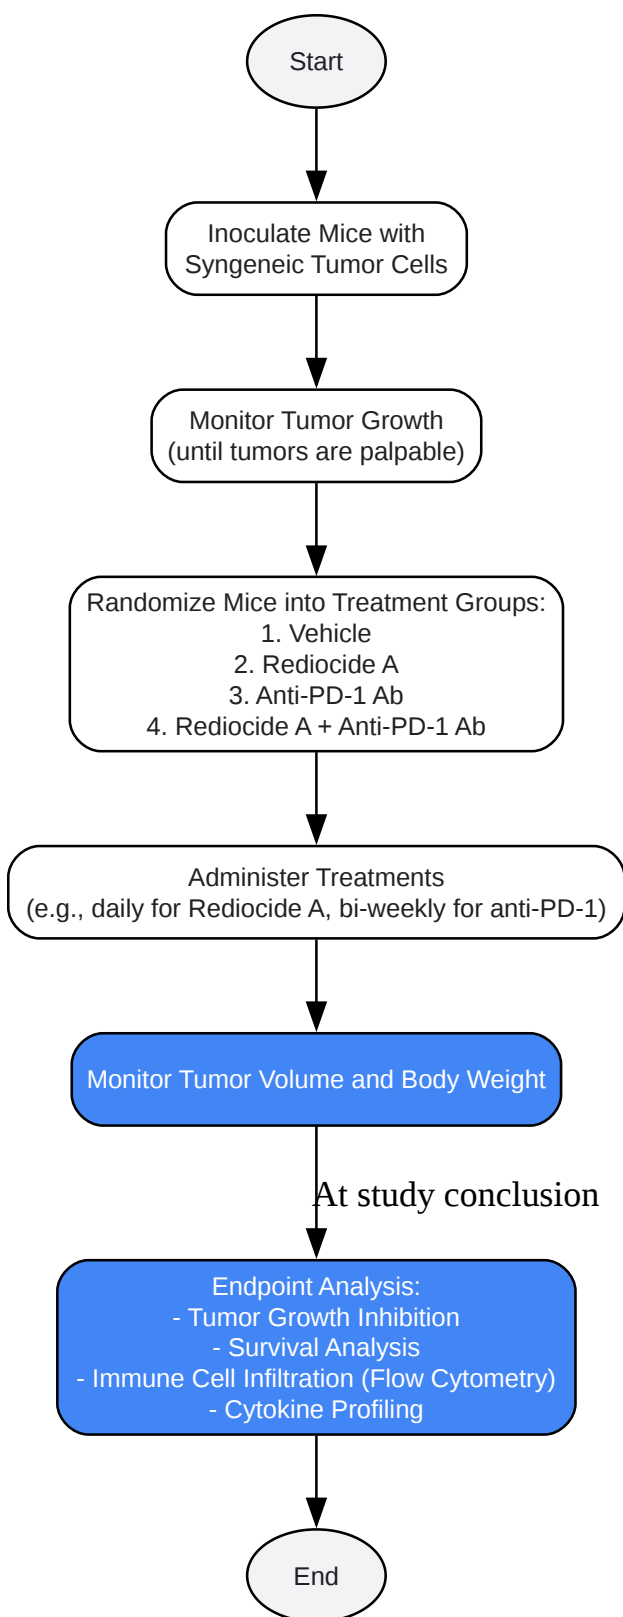 Start
Inoculate Mice with
Syngeneic Tumor Cells
Monitor Tumor Growth
(until tumors are palpable)
Randomize Mice into Treatment Groups:
1. Vehicle
2. Rediocide A
3. Anti-PD-1 Ab
4. Rediocide A + Anti-PD-1 Ab
Administer Treatments
(e.g., daily for Rediocide A, bi-weekly for anti-PD-1)
Monitor Tumor Volume and Body Weight
At study conclusion
Endpoint Analysis:
- Tumor Growth Inhibition
- Survival Analysis
- Immune Cell Infiltration (Flow Cytometry)
- Cytokine Profiling
End